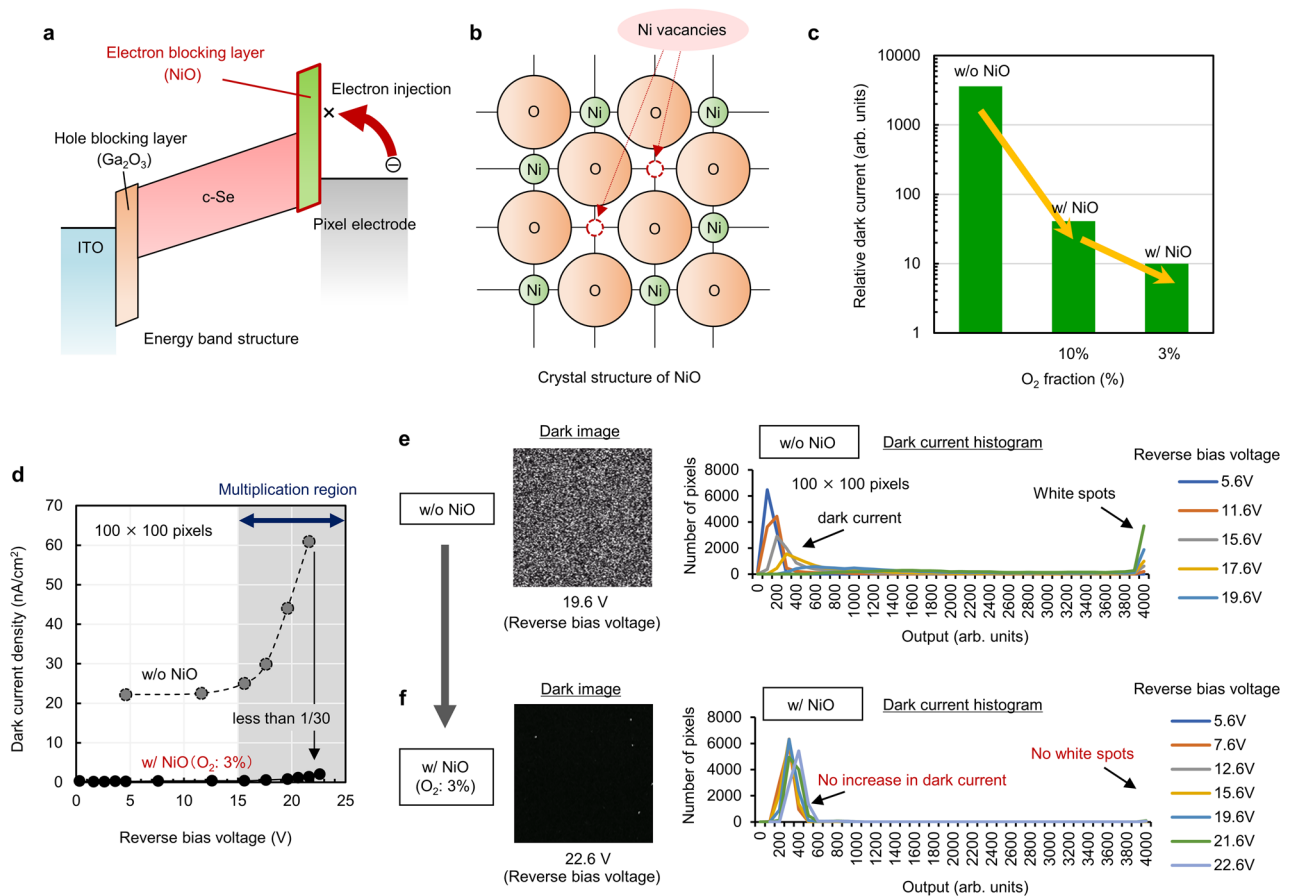 a
Electron blocking layer
(NiO)
Electron injection
×
Hole blocking layer
(Ga₂O₃)
c-Se
ITO
Pixel electrode
Energy band structure
b
Ni vacancies
O Ni O Ni
Ni O O
O O Ni
Ni O Ni O
Crystal structure of NiO
c
Relative dark current (arb. units)
10000
1000
100
10
1
w/o NiO
w/ NiO
w/ NiO
10% 3%
O₂ fraction (%)
d
Dark current density (nA/cm²)
70
60
50
40
30
20
10
0
Multiplication region
100 × 100 pixels
w/o NiO
less than 1/30
w/ NiO (O₂: 3%)
0 5 10 15 20 25
Reverse bias voltage (V)
e
w/o NiO
Dark image
19.6 V
(Reverse bias voltage)
w/o NiO
Dark current histogram
Number of pixels
8000
6000
4000
2000
0
100 × 100 pixels
dark current
White spots
0 200 400 600 800 1000 1200 1400 1600 1800 2000 2200 2400 2600 2800 3000 3200 3400 3600 3800 4000
Output (arb. units)
Reverse bias voltage
5.6V
11.6V
15.6V
17.6V
19.6V
f
w/ NiO
(O₂: 3%)
Dark image
22.6 V
(Reverse bias voltage)
w/ NiO
Dark current histogram
Number of pixels
8000
6000
4000
2000
0
No increase in dark current
No white spots
0 200 400 600 800 1000 1200 1400 1600 1800 2000 2200 2400 2600 2800 3000 3200 3400 3600 3800 4000
Output (arb. units)
Reverse bias voltage
5.6V
7.6V
12.6V
15.6V
19.6V
21.6V
22.6V